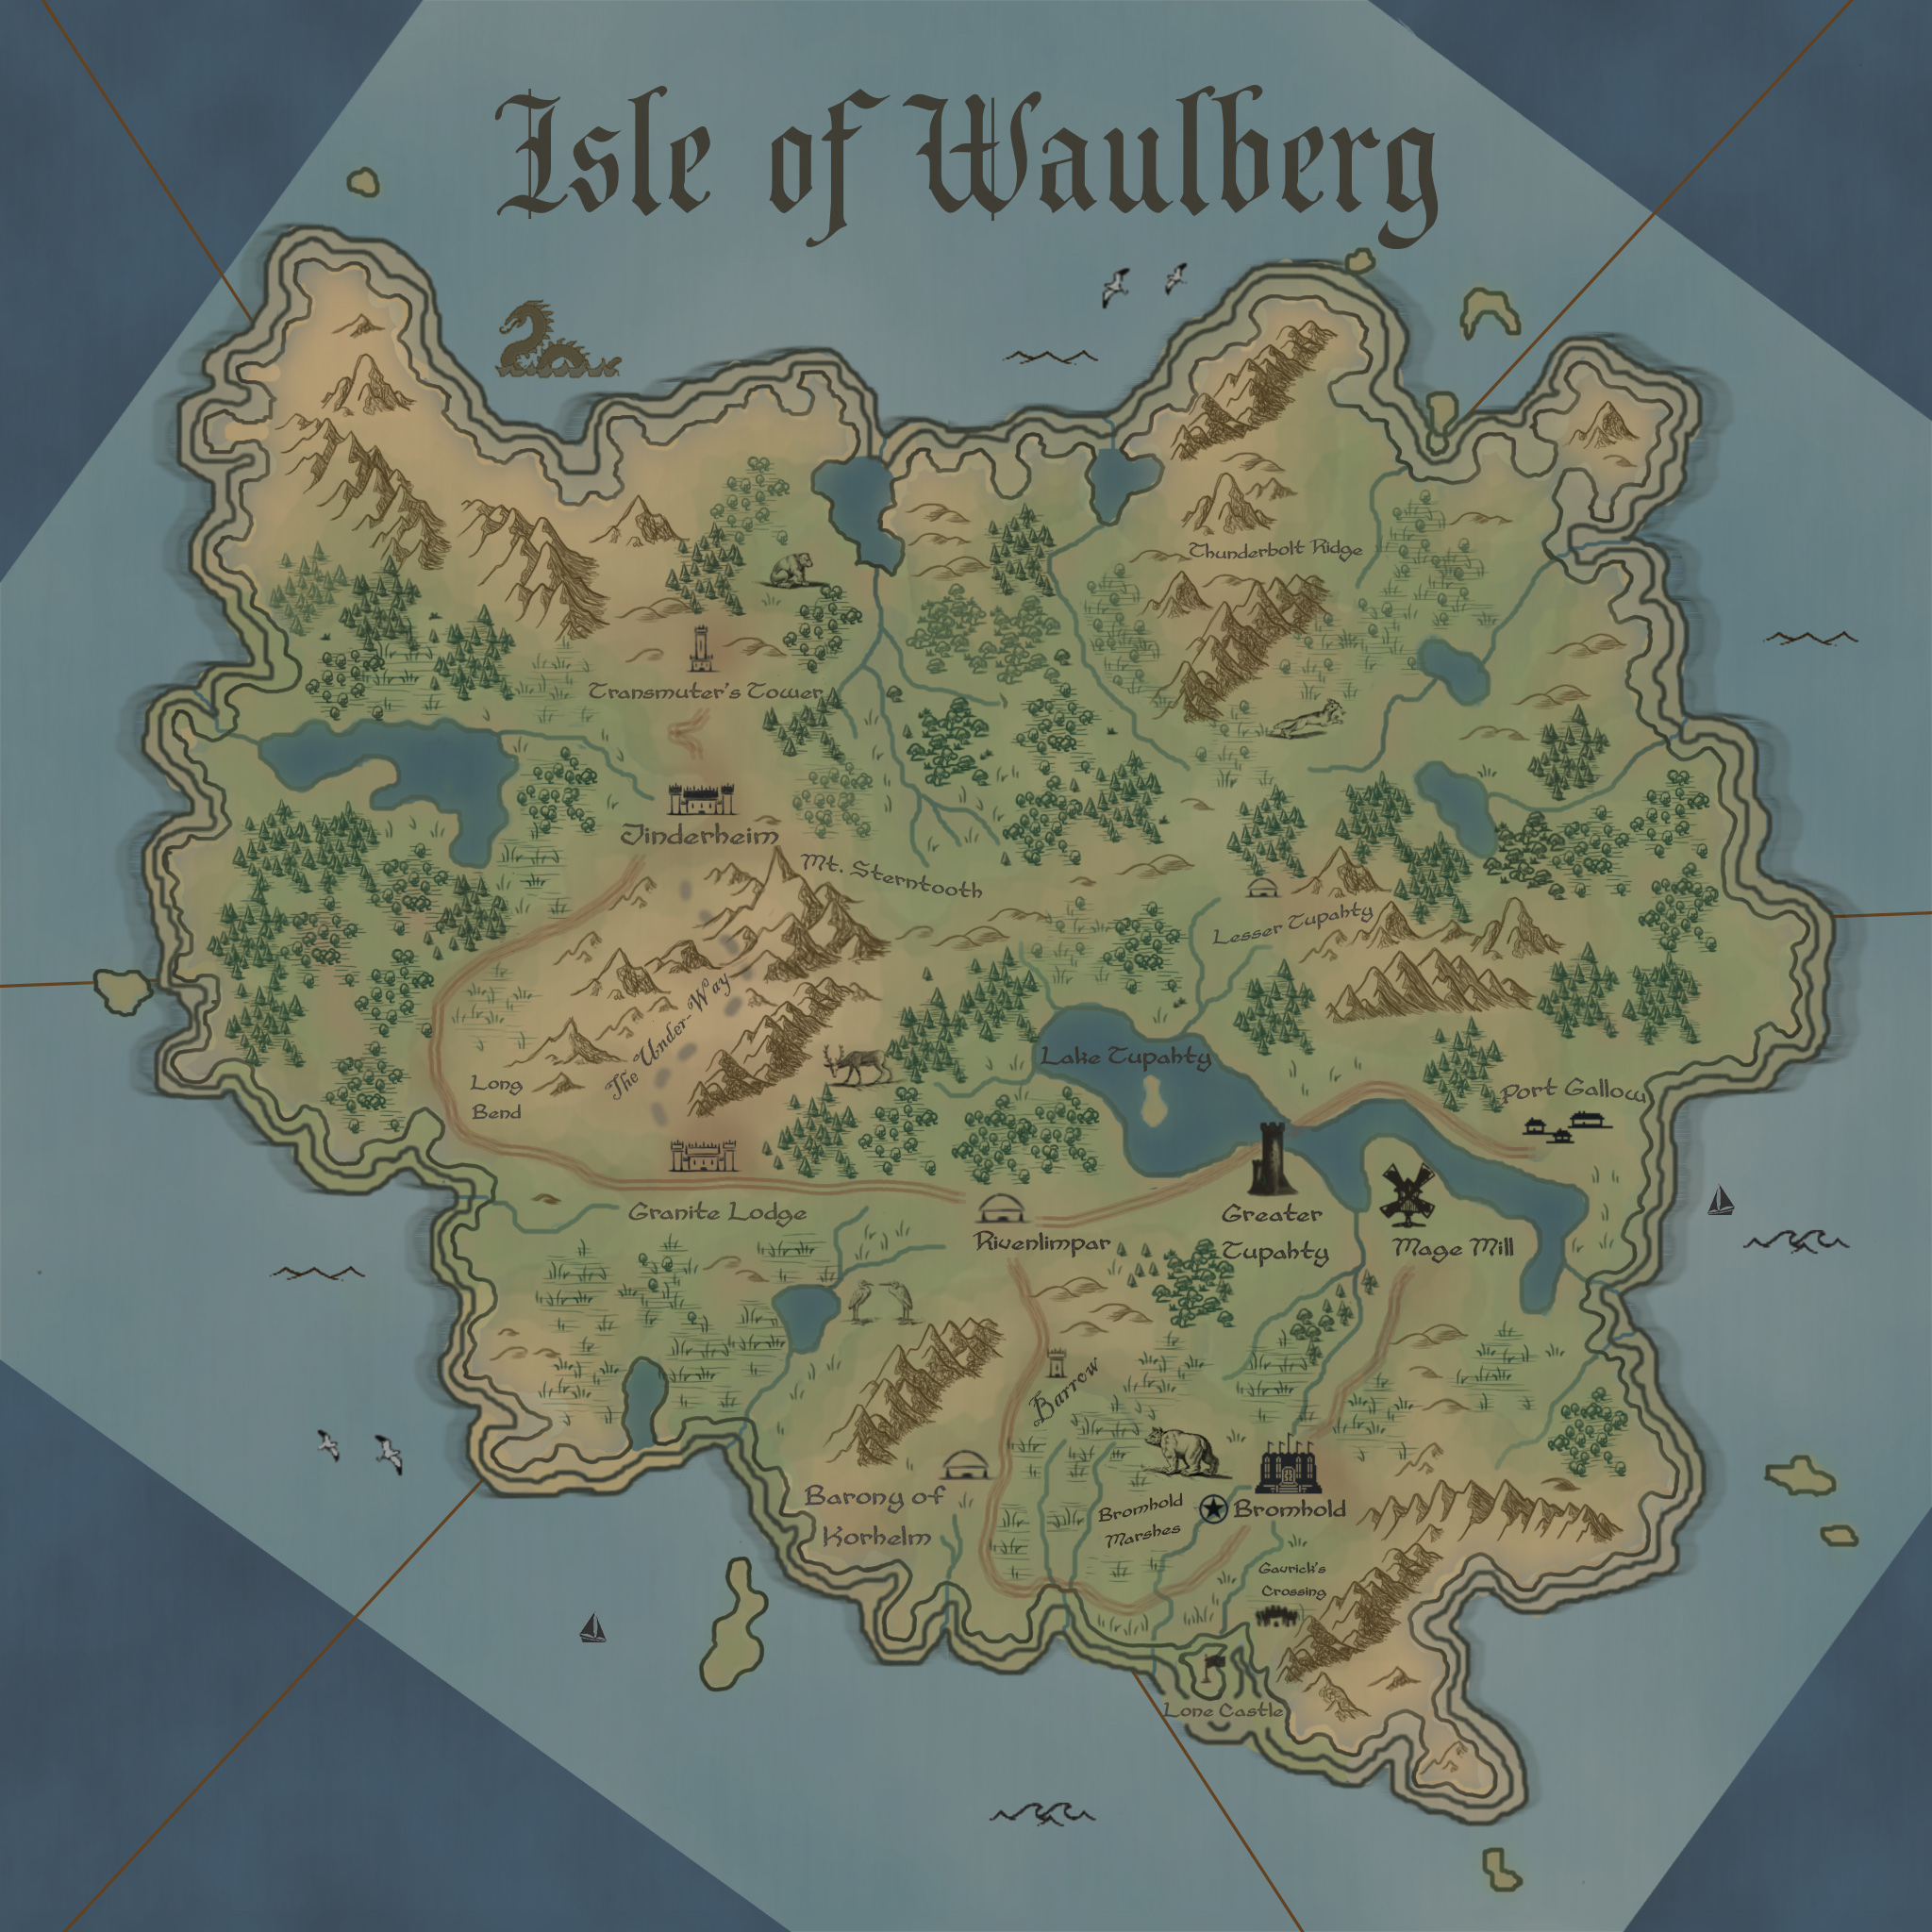 Isle of Waulberg
Thunderbolt Ridge
Transmuter's Tower
Jinderheim
Mt. Sterntooth
Lesser Tupahty
The Under-Way
Lake Tupahty
Long
Bend
Port Gallow
Granite Lodge
Rivenlimpar
Greater
Tupahty
Mage Mill
Barrow
Barony of
Korhelm
Bromhold
Marshes
Bromhold
Gavrick's
Crossing
Lone Castle